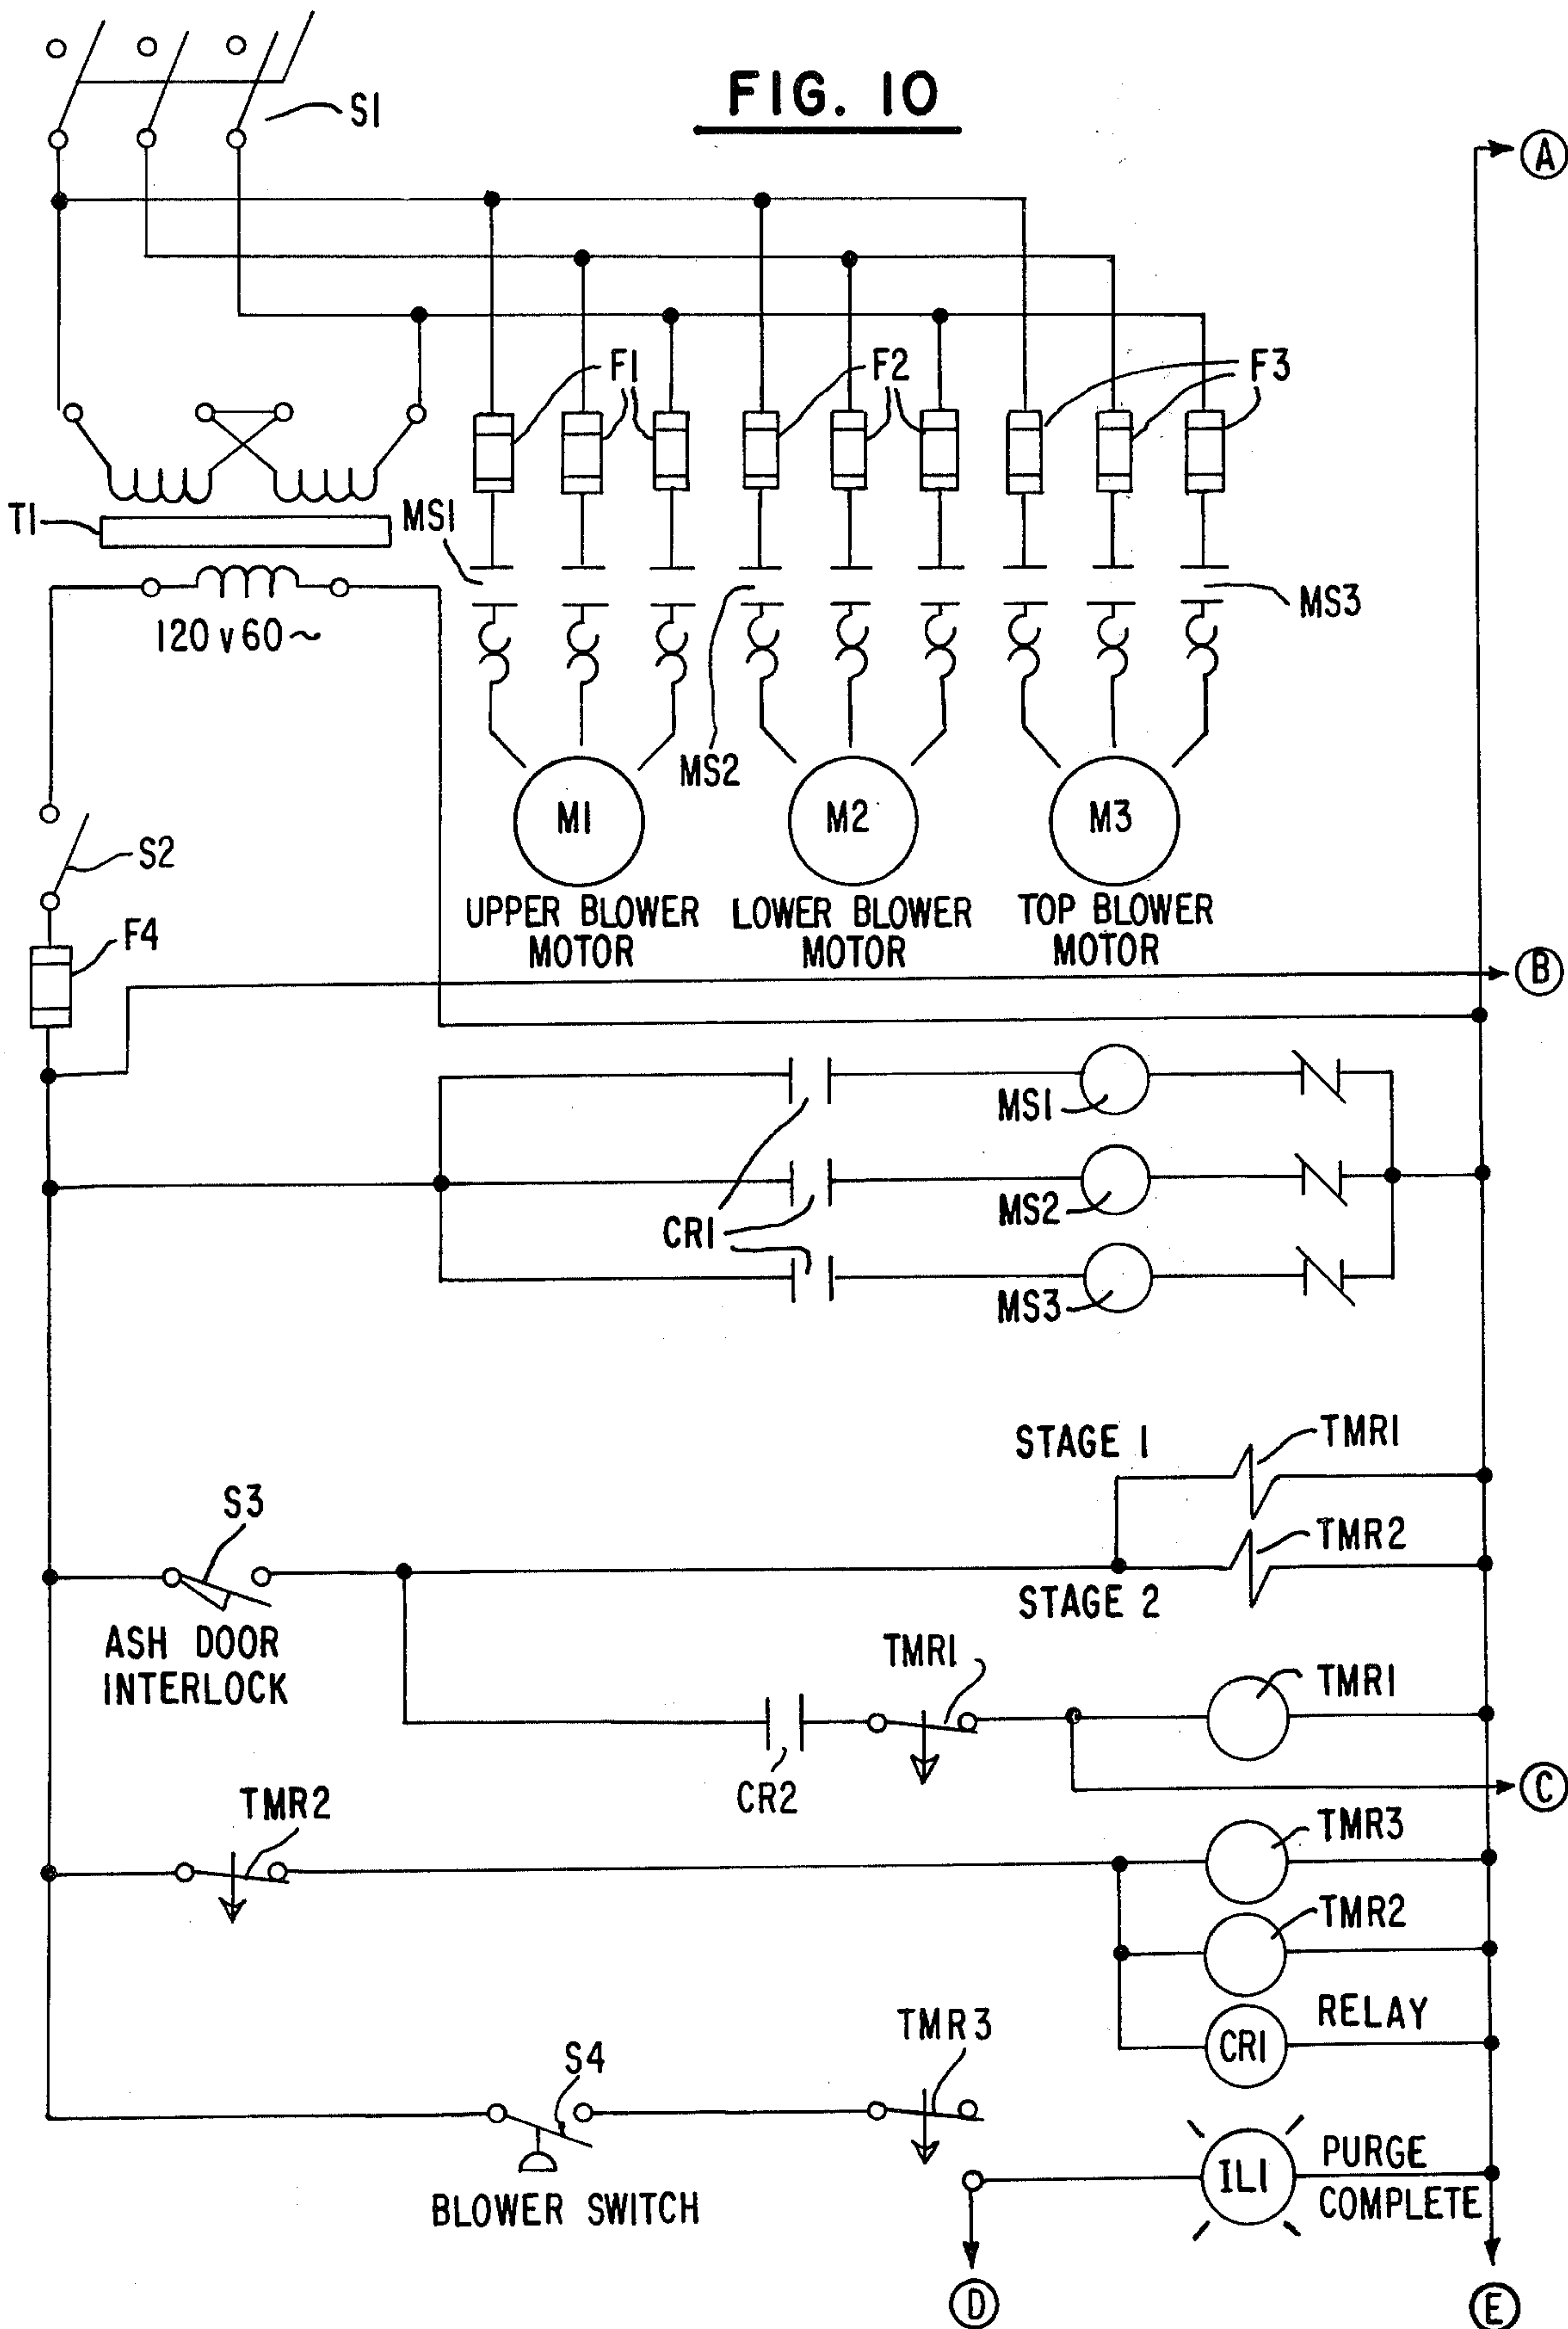 FIG. 10
S1
A
F1
F2
F3
T1
MS1
MS2
MS3
120 v 60 ~
M1
M2
M3
S2
UPPER BLOWER
MOTOR
LOWER BLOWER
MOTOR
TOP BLOWER
MOTOR
F4
B
MS1
MS2
CR1
MS3
STAGE 1
TMR1
S3
TMR2
STAGE 2
ASH DOOR
INTERLOCK
TMR1
TMR1
CR2
C
TMR2
TMR3
TMR2
RELAY
CR1
TMR3
S4
BLOWER SWITCH
IL1
PURGE
COMPLETE
D
E